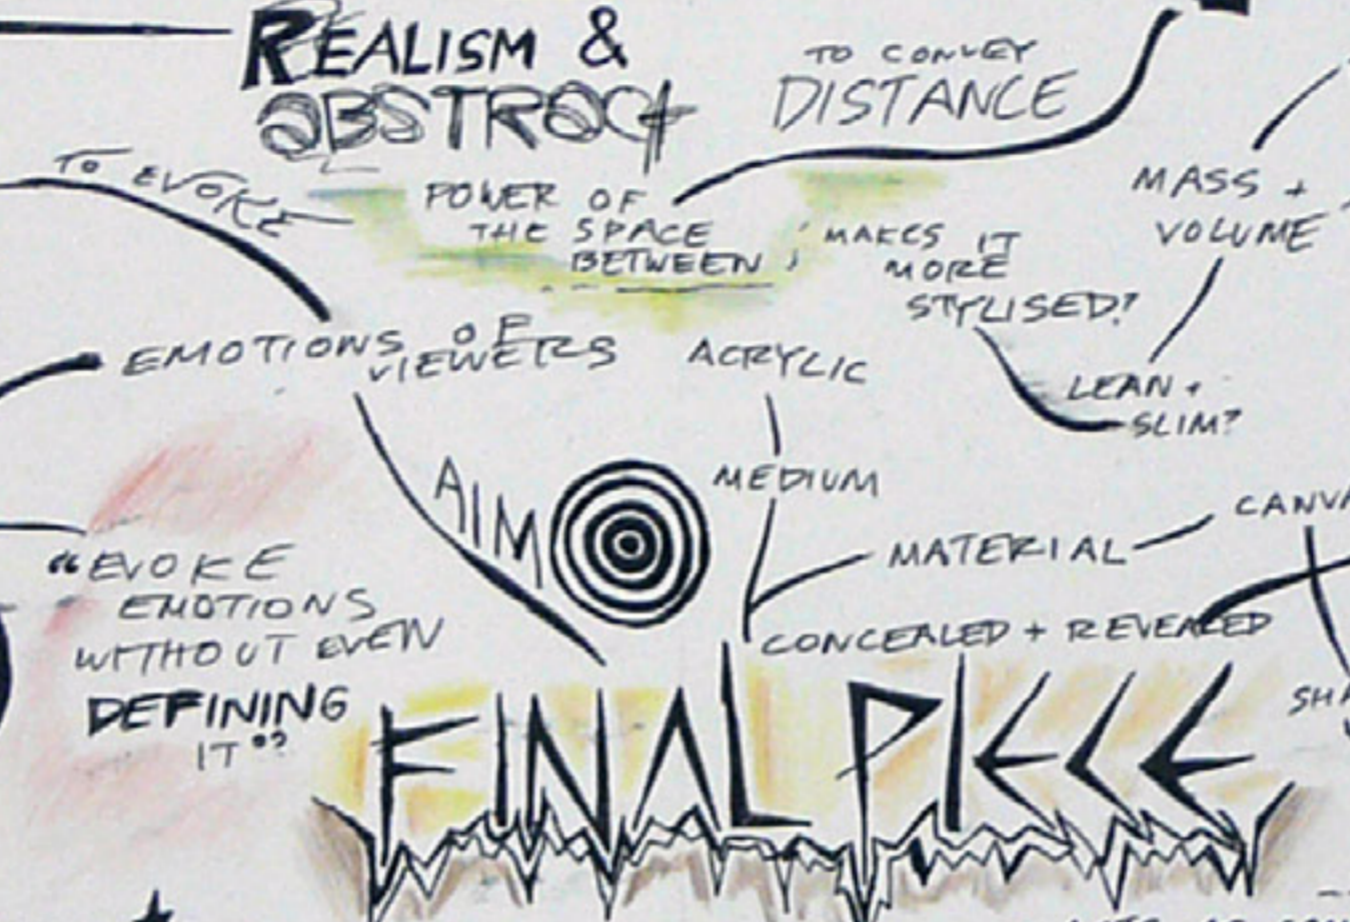 REALISM &
ABSTRACT
TO CONVEY
DISTANCE
TO EVOKE
POWER OF
THE SPACE
BETWEEN;
MAKES IT
MORE
STYLISED?
MASS +
VOLUME
LEAN +
SLIM?
EMOTIONS OF
VIEWERS
ACRYLIC
MEDIUM
AIM
MATERIAL
CONCEALED + REVEALED
"EVOKE
EMOTIONS
WITHOUT EVEN
DEFINING
IT"?
FINAL PIECE